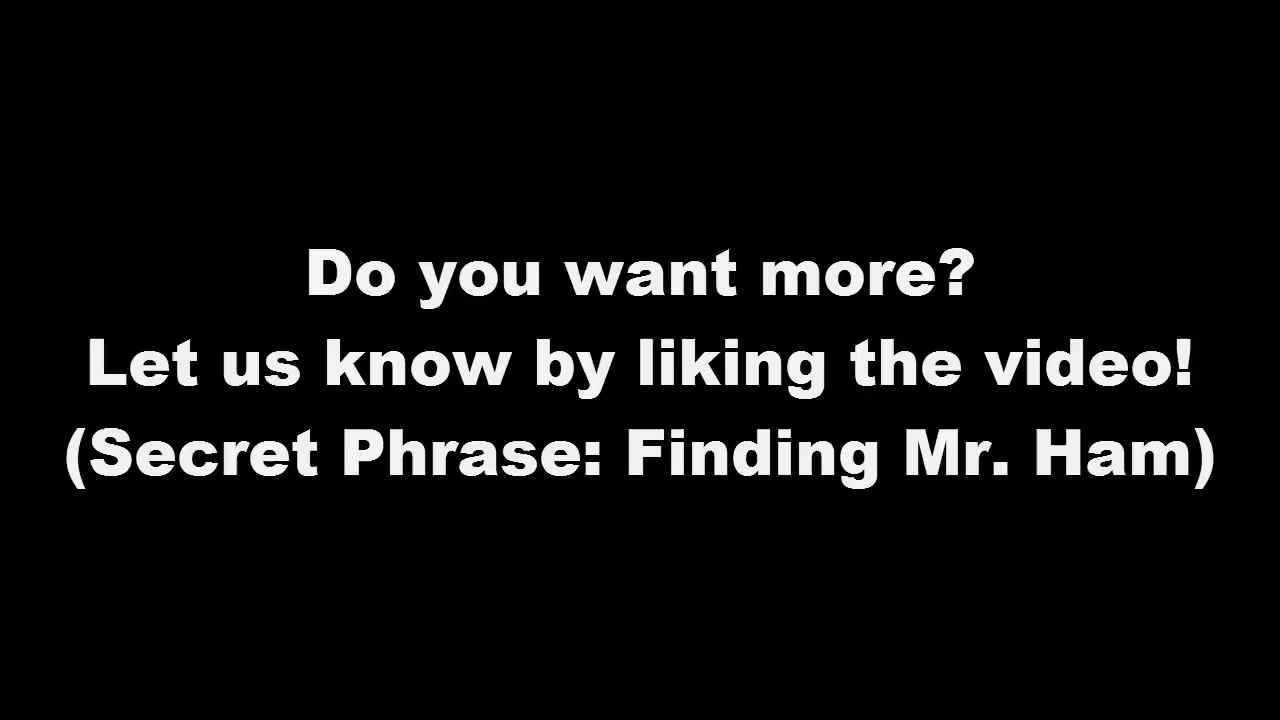 Do you want more?
Let us know by liking the video!
(Secret Phrase: Finding Mr. Ham)